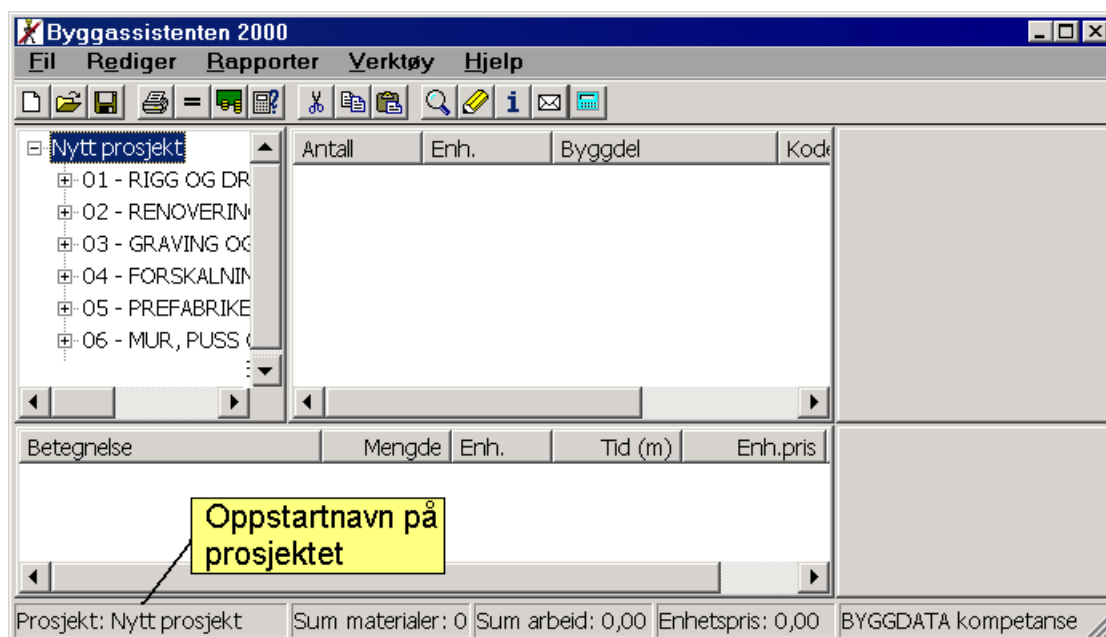 Byggassistenten 2000
Fil Rediger Rapporter Verktøy Hjelp
Nytt prosjekt
01 - RIGG OG DR
02 - RENOVERIN
03 - GRAVING OG
04 - FORSKALNIN
05 - PREFABRIKE
06 - MUR, PUSS
Antall Enh. Byggdel Kode
Betegnelse Mengde Enh. Tid (m) Enh.pris
Oppstartnavn på
prosjektet
Prosjekt: Nytt prosjekt Sum materialer: 0 Sum arbeid: 0,00 Enhetspris: 0,00 BYGGDATA kompetanse